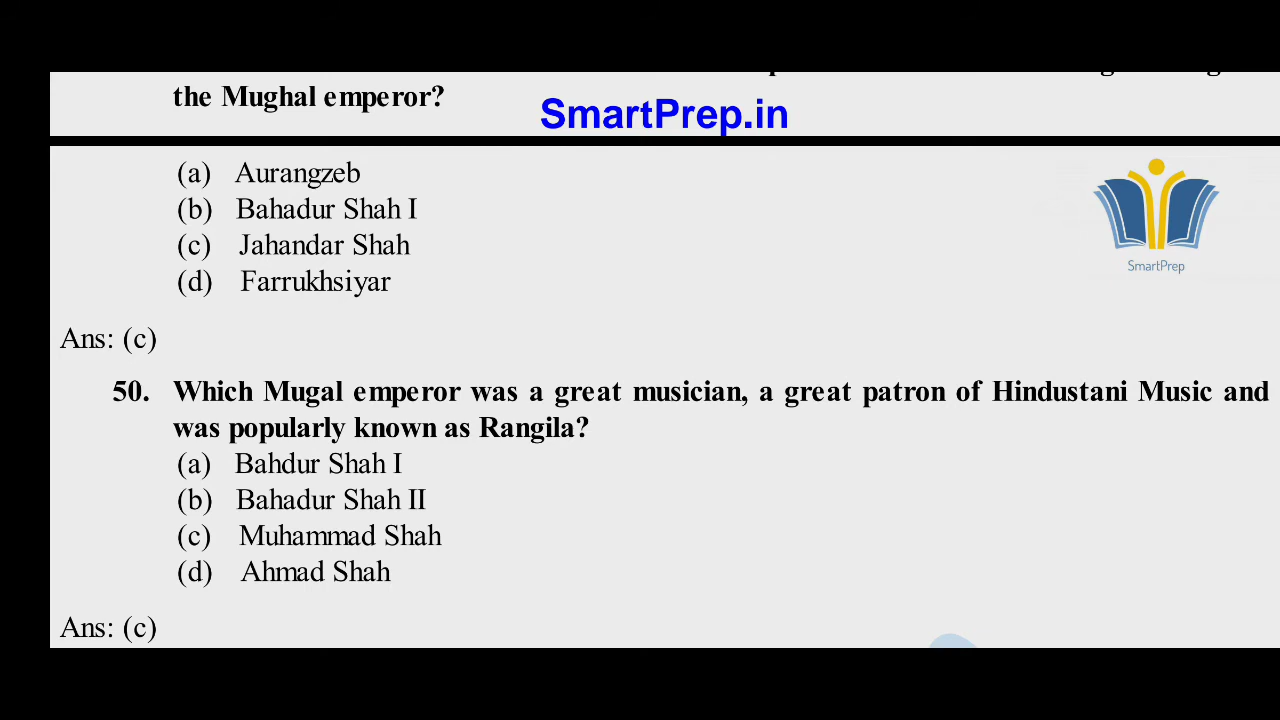 the Mughal emperor?
SmartPrep.in
(a) Aurangzeb
(b) Bahadur Shah I
(c) Jahandar Shah
(d) Farrukhsiyar
SmartPrep
Ans: (c)
50. Which Mugal emperor was a great musician, a great patron of Hindustani Music and
was popularly known as Rangila?
(a) Bahdur Shah I
(b) Bahadur Shah II
(c) Muhammad Shah
(d) Ahmad Shah
Ans: (c)